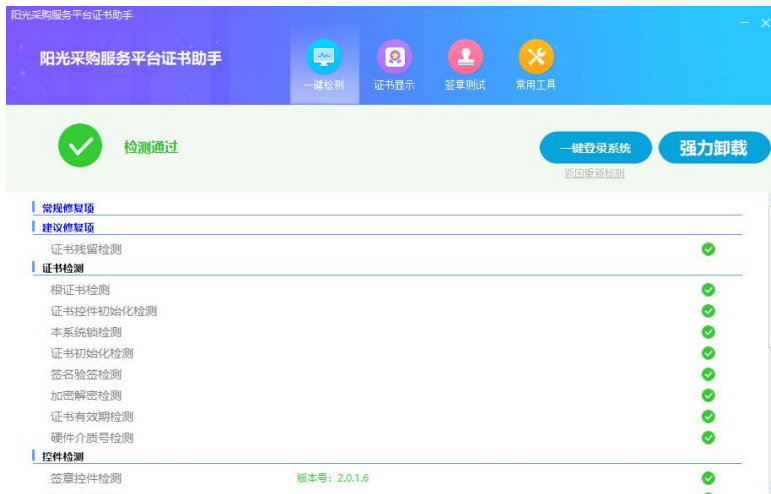 阳光采购服务平台证书助手
阳光采购服务平台证书助手
一键检测 证书显示 签章测试 常用工具
检测通过
一键登录系统 强力卸载
返回重新检测
常规修复项
建议修复项
证书残留检测
证书检测
根证书检测
证书控件初始化检测
本系统锁检测
证书初始化检测
签名验签检测
加密解密检测
证书有效期检测
硬件介质号检测
控件检测
签章控件检测 版本号：2.0.1.6